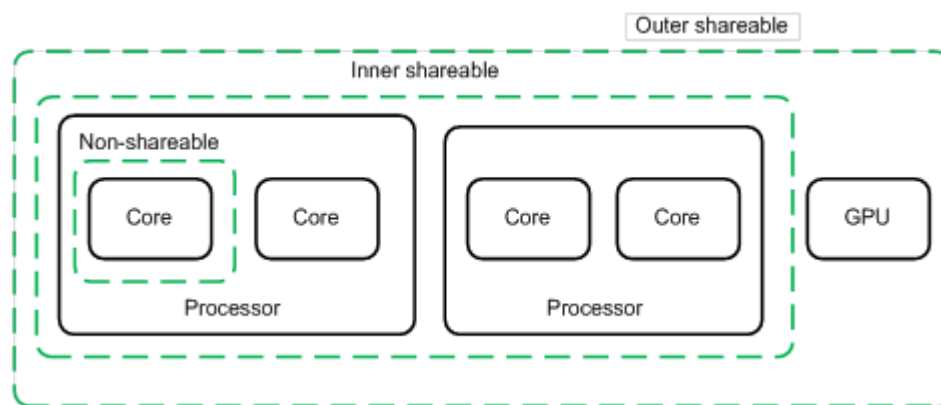 Outer shareable
Inner shareable
Non-shareable
Core
Core
Core
Core
GPU
Processor
Processor